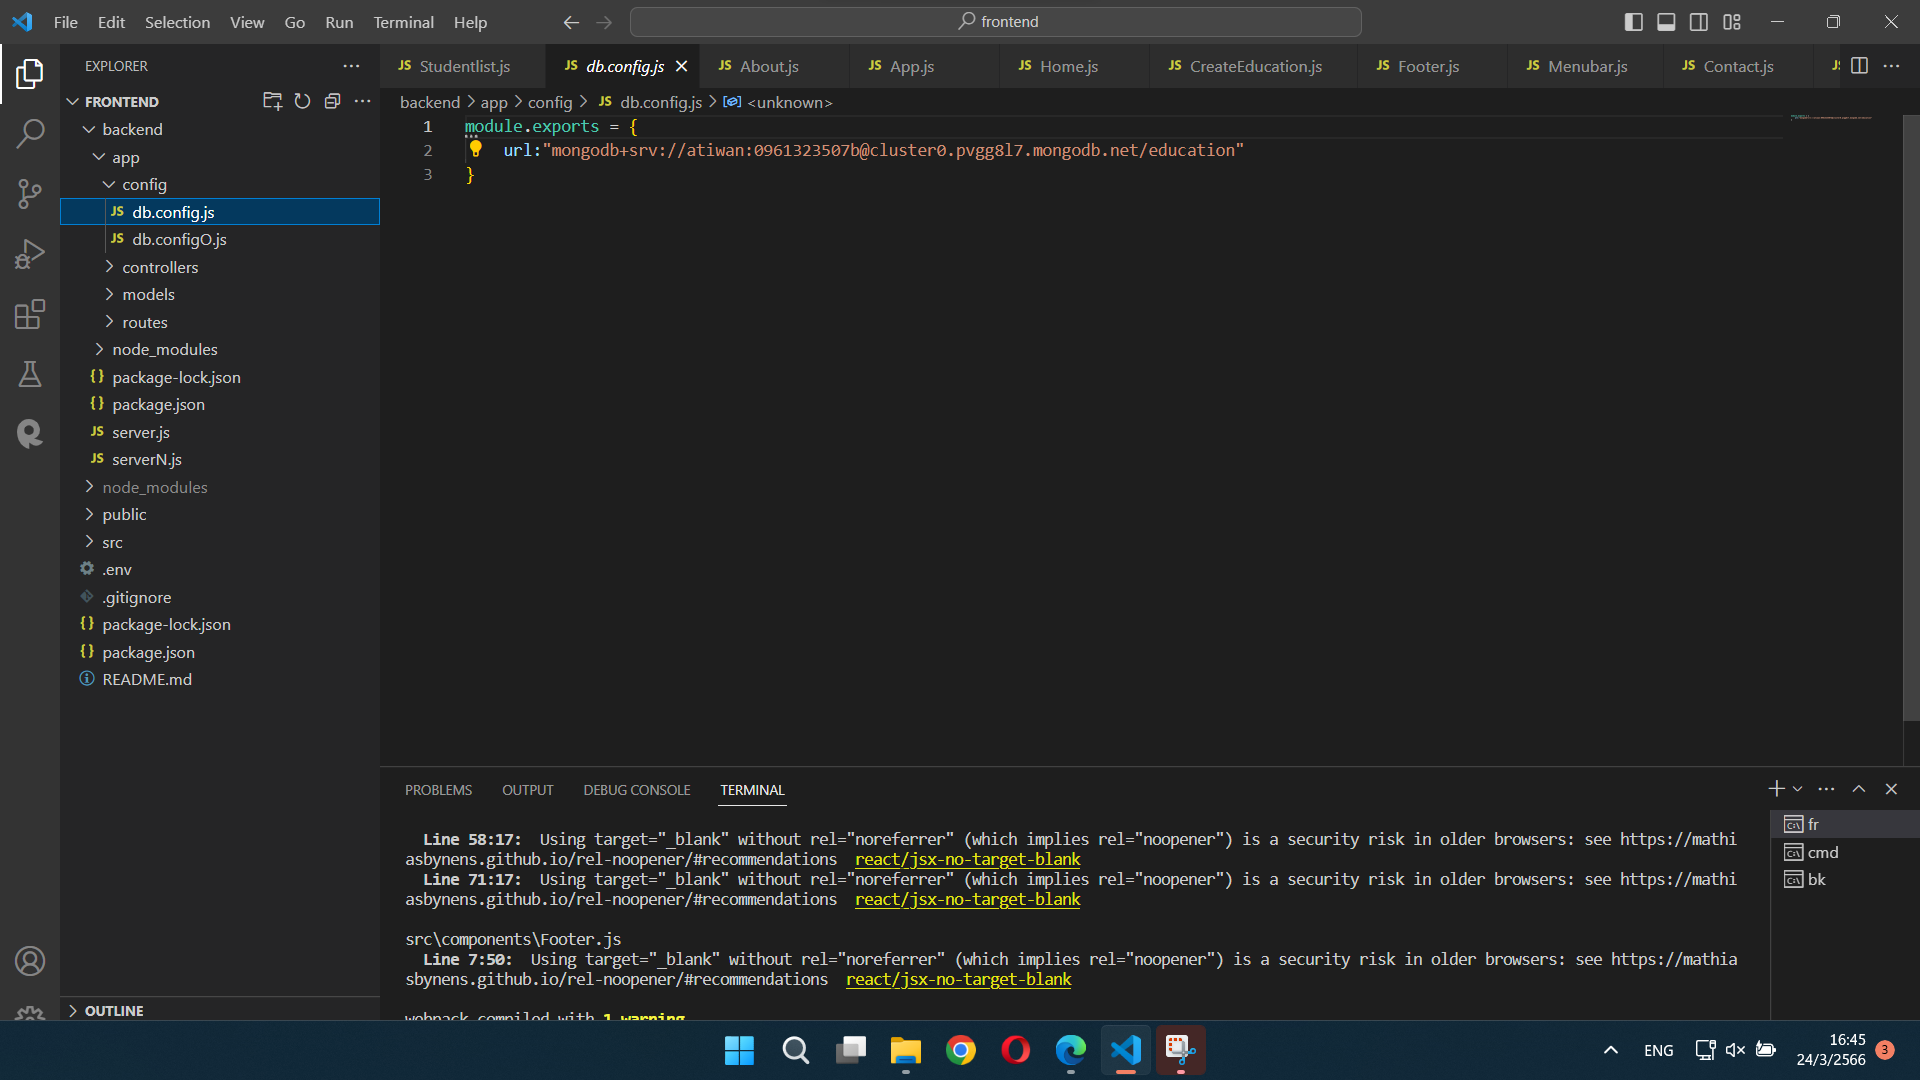 File Edit Selection View Go Run Terminal Help
frontend
EXPLORER
FRONTEND
backend
app
config
JS db.config.js
JS db.configO.js
controllers
models
routes
node_modules
{} package-lock.json
{} package.json
JS server.js
JS serverN.js
node_modules
public
src
.env
.gitignore
{} package-lock.json
{} package.json
README.md
OUTLINE
JS Studentlist.js JS db.config.js JS About.js JS App.js JS Home.js JS CreateEducation.js JS Footer.js JS Menubar.js JS Contact.js
backend > app > config > JS db.config.js > <unknown>
1 module.exports = {
2 url:"mongodb+srv://atiwan:0961323507b@cluster0.pvgg8l7.mongodb.net/education"
3 }
PROBLEMS OUTPUT DEBUG CONSOLE TERMINAL
Line 58:17: Using target="_blank" without rel="noreferrer" (which implies rel="noopener") is a security risk in older browsers: see https://mathi
asbynens.github.io/rel-noopener/#recommendations react/jsx-no-target-blank
Line 71:17: Using target="_blank" without rel="noreferrer" (which implies rel="noopener") is a security risk in older browsers: see https://mathi
asbynens.github.io/rel-noopener/#recommendations react/jsx-no-target-blank
src\components\Footer.js
Line 7:50: Using target="_blank" without rel="noreferrer" (which implies rel="noopener") is a security risk in older browsers: see https://mathia
sbynens.github.io/rel-noopener/#recommendations react/jsx-no-target-blank
webpack compiled with 1 warning
fr
cmd
bk
ENG
16:45
24/3/2566
3